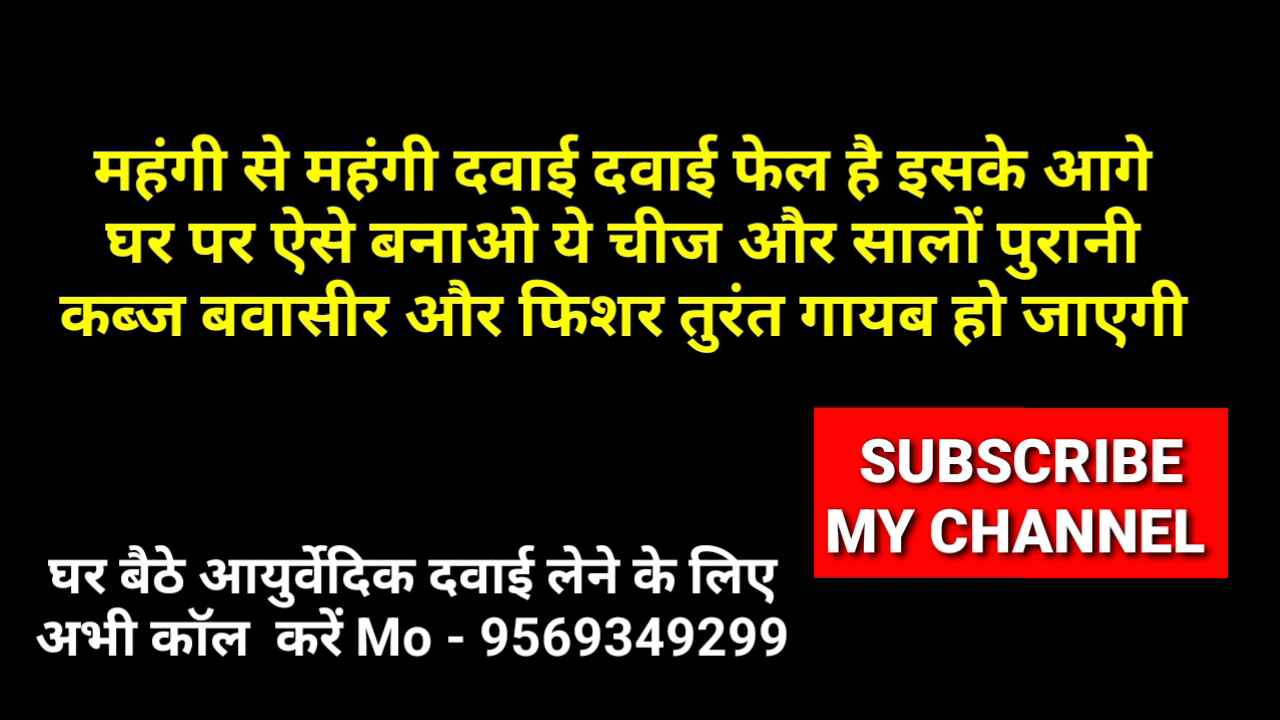 महंगी से महंगी दवाई दवाई फेल है इसके आगे
घर पर ऐसे बनाओ ये चीज और सालों पुरानी
कब्ज बवासीर और फिशर तुरंत गायब हो जाएगी
SUBSCRIBE
MY CHANNEL
घर बैठे आयुर्वेदिक दवाई लेने के लिए
अभी कॉल करें Mo - 9569349299